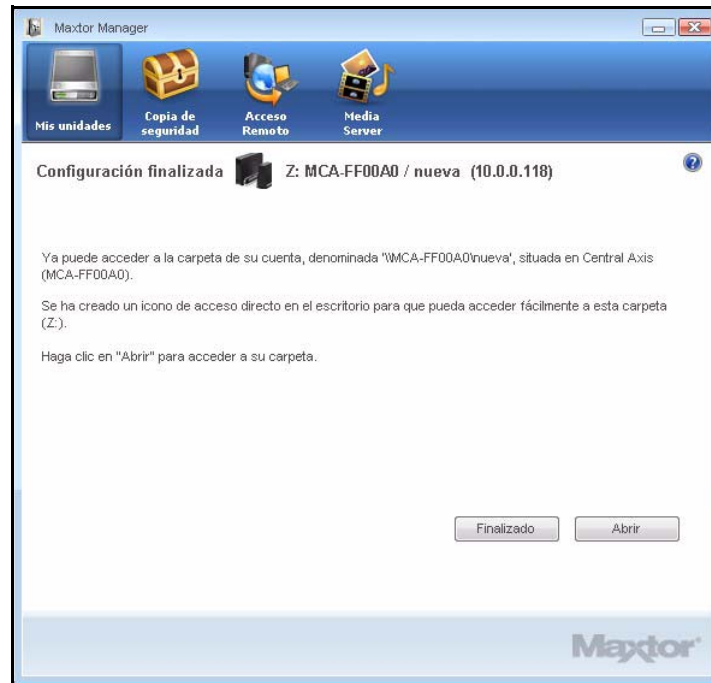 Maxtor Manager
Mis unidades
Copia de
seguridad
Acceso
Remoto
Media
Server
Configuración finalizada
Z: MCA-FF00A0 / nueva (10.0.0.118)
?
Ya puede acceder a la carpeta de su cuenta, denominada '\\MCA-FF00A0\nueva', situada en Central Axis
(MCA-FF00A0).
Se ha creado un icono de acceso directo en el escritorio para que pueda acceder fácilmente a esta carpeta
(Z:).
Haga clic en "Abrir" para acceder a su carpeta.
Finalizado
Abrir
Maxtor